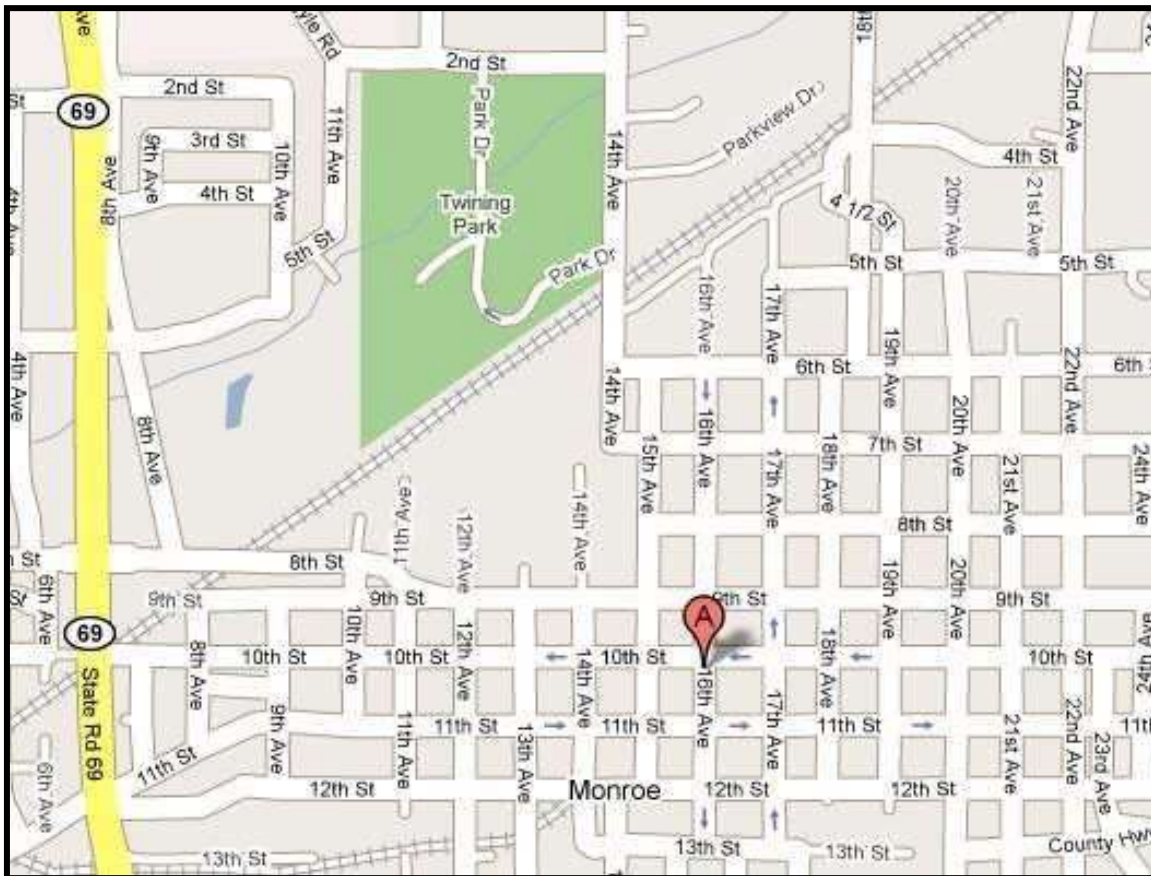 Ave
yle Rd
18th
2nd St
2nd St
69
3rd St
9th Ave
10th Ave
11th Ave
Park Dr
14th Ave
Parkview Dr
22nd Ave
8th Ave
4th St
4th St
4th Ave
Twining
Park
20th Ave
21st Ave
4 1/2 St
5th St
Park Dr
5th St
5th St
16th Ave
17th Ave
19th Ave
22nd Ave
4th Ave
6th St
6th S
14th Ave
8th Ave
16th Ave
15th Ave
17th Ave
18th Ave
20th Ave
7th St
21st Ave
24th Ave
11th Ave
12th Ave
14th Ave
8th St
h St
8th St
6th Ave
9th St
9th St
9th St
9th St
19th Ave
20th Ave
A
69
8th Ave
10th Ave
12th Ave
18th Ave
24th Ave
10th St
10th St
14th Ave
10th St
10th St
State Rd 69
16th Ave
17th Ave
9th Ave
11th Ave
11th St
13th Ave
11th St
11th St
21st Ave
22nd Ave
23rd Ave
11th
6th Ave
11th St
12th St
Monroe
12th St
12th St
13th St
13th St
13th St
County Hwy